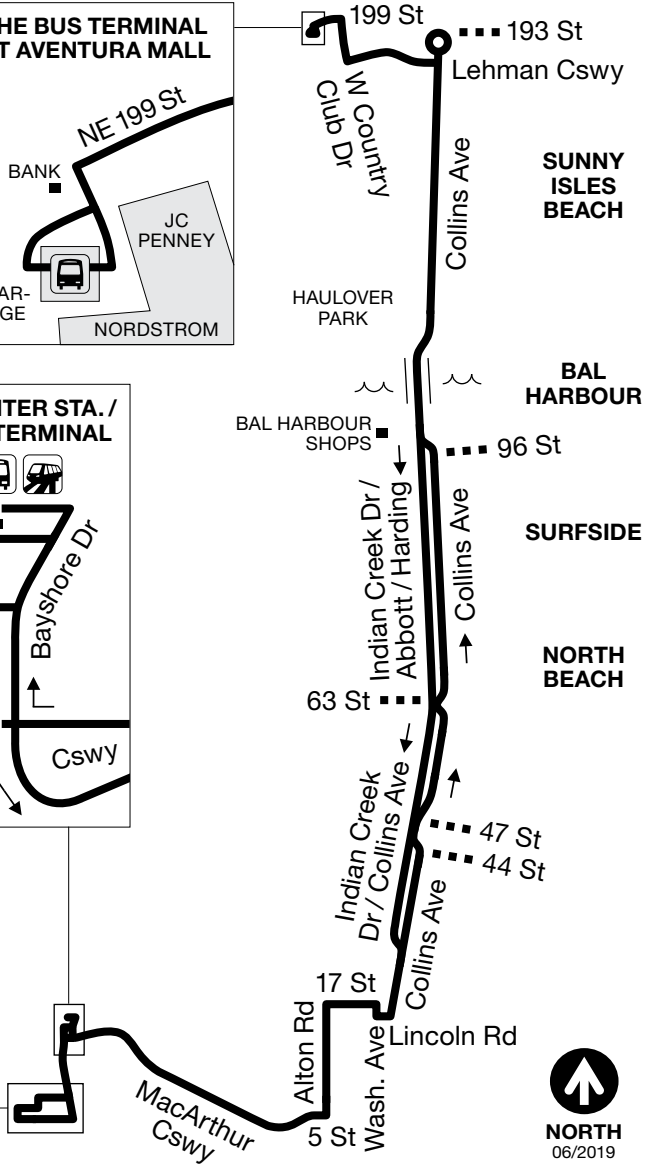 HE BUS TERMINAL
T AVENTURA MALL
NE 199 St
BANK
JC
PENNEY
AR-
GE
NORDSTROM
199 St
193 St
Lehman Cswy
W Country
Club Dr
Collins Ave
SUNNY
ISLES
BEACH
HAULOVER
PARK
BAL
HARBOUR
BAL HARBOUR
SHOPS
96 St
Indian Creek Dr /
Abbott / Harding
Collins Ave
SURFSIDE
NORTH
BEACH
63 St
NTER STA. /
TERMINAL
Bayshore Dr
Cswy
Indian Creek
Dr / Collins Ave
47 St
44 St
Collins Ave
17 St
Alton Rd
Wash. Ave
Lincoln Rd
MacArthur
Cswy
5 St
NORTH
06/2019